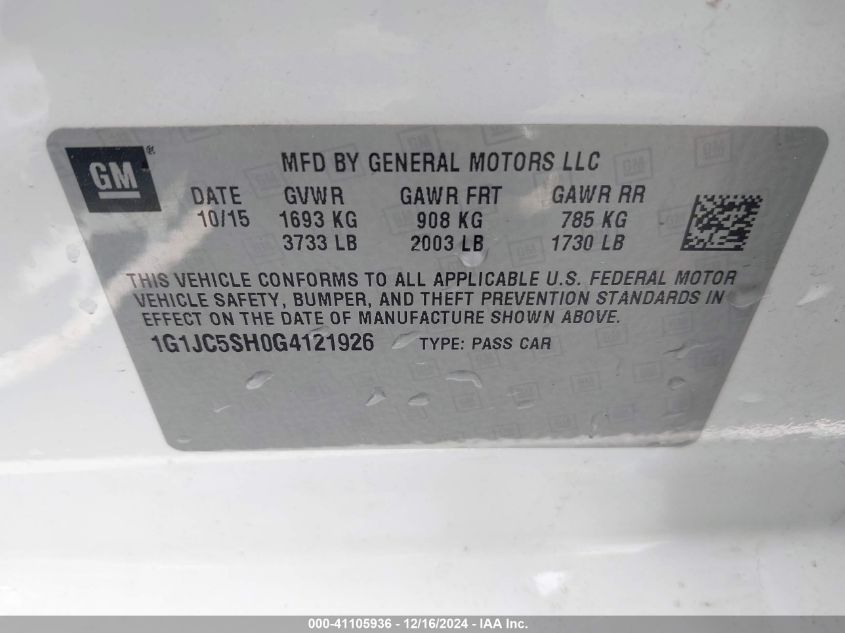 GM® MFD BY GENERAL MOTORS LLC
DATE GVWR GAWR FRT GAWR RR
10/15 1693 KG 908 KG 785 KG
3733 LB 2003 LB 1730 LB
THIS VEHICLE CONFORMS TO ALL APPLICABLE U.S. FEDERAL MOTOR
VEHICLE SAFETY, BUMPER, AND THEFT PREVENTION STANDARDS IN
EFFECT ON THE DATE OF MANUFACTURE SHOWN ABOVE.
1G1JC5SH0G4121926 TYPE: PASS CAR
000-41105936 - 12/16/2024 - IAA Inc.